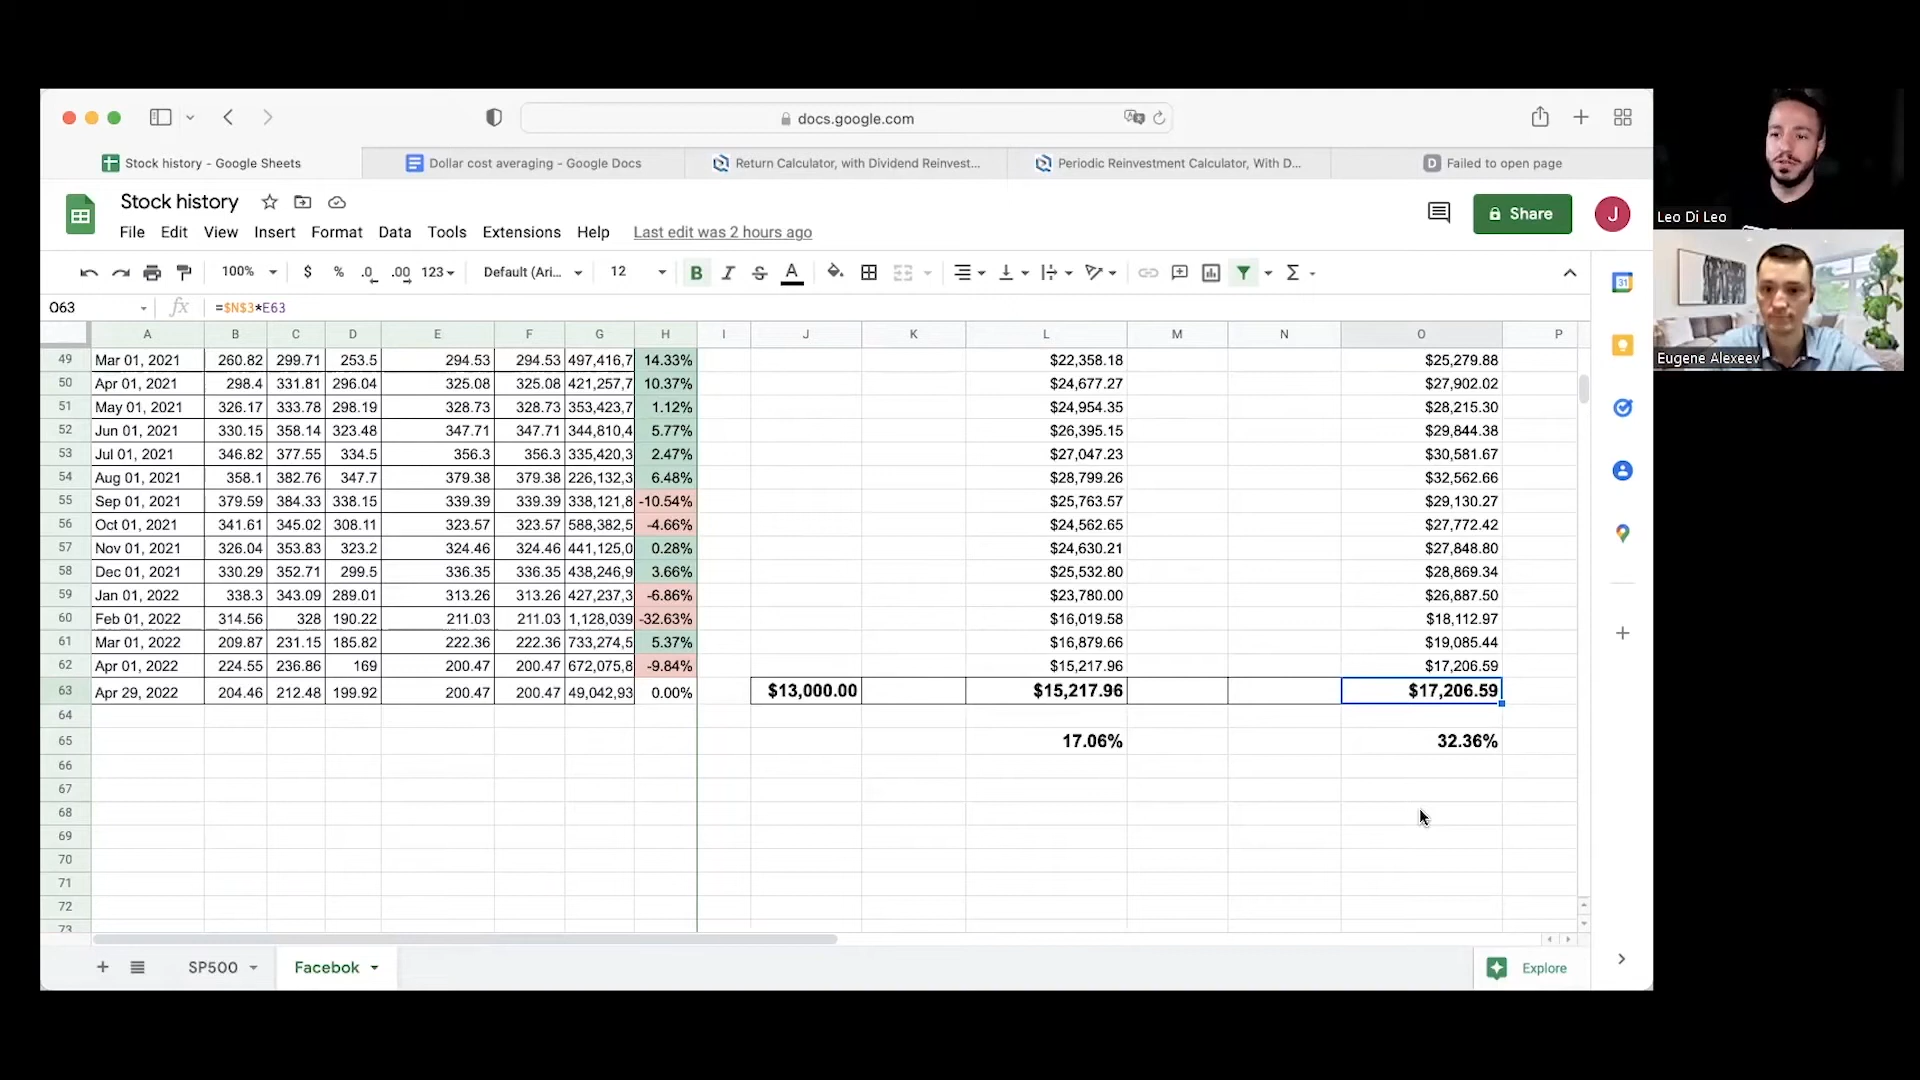 docs.google.com
Stock history - Google Sheets
Dollar cost averaging - Google Docs
Return Calculator, with Dividend Reinvest...
Periodic Reinvestment Calculator, With D...
D Failed to open page
Stock history
Share
J
File Edit View Insert Format Data Tools Extensions Help Last edit was 2 hours ago
100% $ % .0 .00 123 Default (Ari... 12 B I S A
O63 fx =$N$3*E63
A B C D E F G H I J K L M N O P
49 Mar 01, 2021 260.82 299.71 253.5 294.53 294.53 497,416,7 14.33% $22,358.18 $25,279.88
50 Apr 01, 2021 298.4 331.81 296.04 325.08 325.08 421,257,7 10.37% $24,677.27 $27,902.02
51 May 01, 2021 326.17 333.78 298.19 328.73 328.73 353,423,7 1.12% $24,954.35 $28,215.30
52 Jun 01, 2021 330.15 358.14 323.48 347.71 347.71 344,810,4 5.77% $26,395.15 $29,844.38
53 Jul 01, 2021 346.82 377.55 334.5 356.3 356.3 335,420,3 2.47% $27,047.23 $30,581.67
54 Aug 01, 2021 358.1 382.76 347.7 379.38 379.38 226,132,3 6.48% $28,799.26 $32,562.66
55 Sep 01, 2021 379.59 384.33 338.15 339.39 339.39 338,121,8 -10.54% $25,763.57 $29,130.27
56 Oct 01, 2021 341.61 345.02 308.11 323.57 323.57 588,382,5 -4.66% $24,562.65 $27,772.42
57 Nov 01, 2021 326.04 353.83 323.2 324.46 324.46 441,125,0 0.28% $24,630.21 $27,848.80
58 Dec 01, 2021 330.29 352.71 299.5 336.35 336.35 438,246,9 3.66% $25,532.80 $28,869.34
59 Jan 01, 2022 338.3 343.09 289.01 313.26 313.26 427,237,3 -6.86% $23,780.00 $26,887.50
60 Feb 01, 2022 314.56 328 190.22 211.03 211.03 1,128,039 -32.63% $16,019.58 $18,112.97
61 Mar 01, 2022 209.87 231.15 185.82 222.36 222.36 733,274,5 5.37% $16,879.66 $19,085.44
62 Apr 01, 2022 224.55 236.86 169 200.47 200.47 672,075,8 -9.84% $15,217.96 $17,206.59
63 Apr 29, 2022 204.46 212.48 199.92 200.47 200.47 49,042,93 0.00% $13,000.00 $15,217.96 $17,206.59
64
65 17.06% 32.36%
66
67
68
69
70
71
72
73
SP500
Facebok
Explore
31
Leo Di Leo
Eugene Alexeev